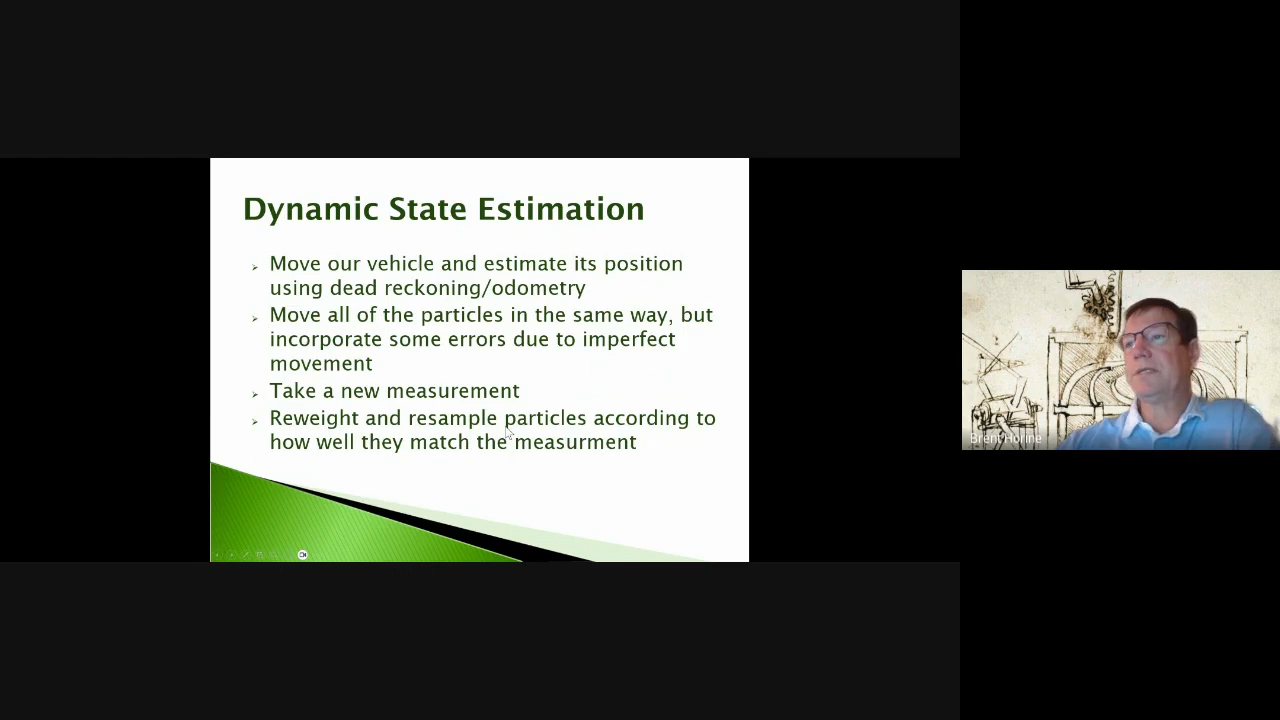 Dynamic State Estimation
Move our vehicle and estimate its position
using dead reckoning/odometry
Move all of the particles in the same way, but
incorporate some errors due to imperfect
movement
Take a new measurement
Reweight and resample particles according to
how well they match the measurment
Brent Horine